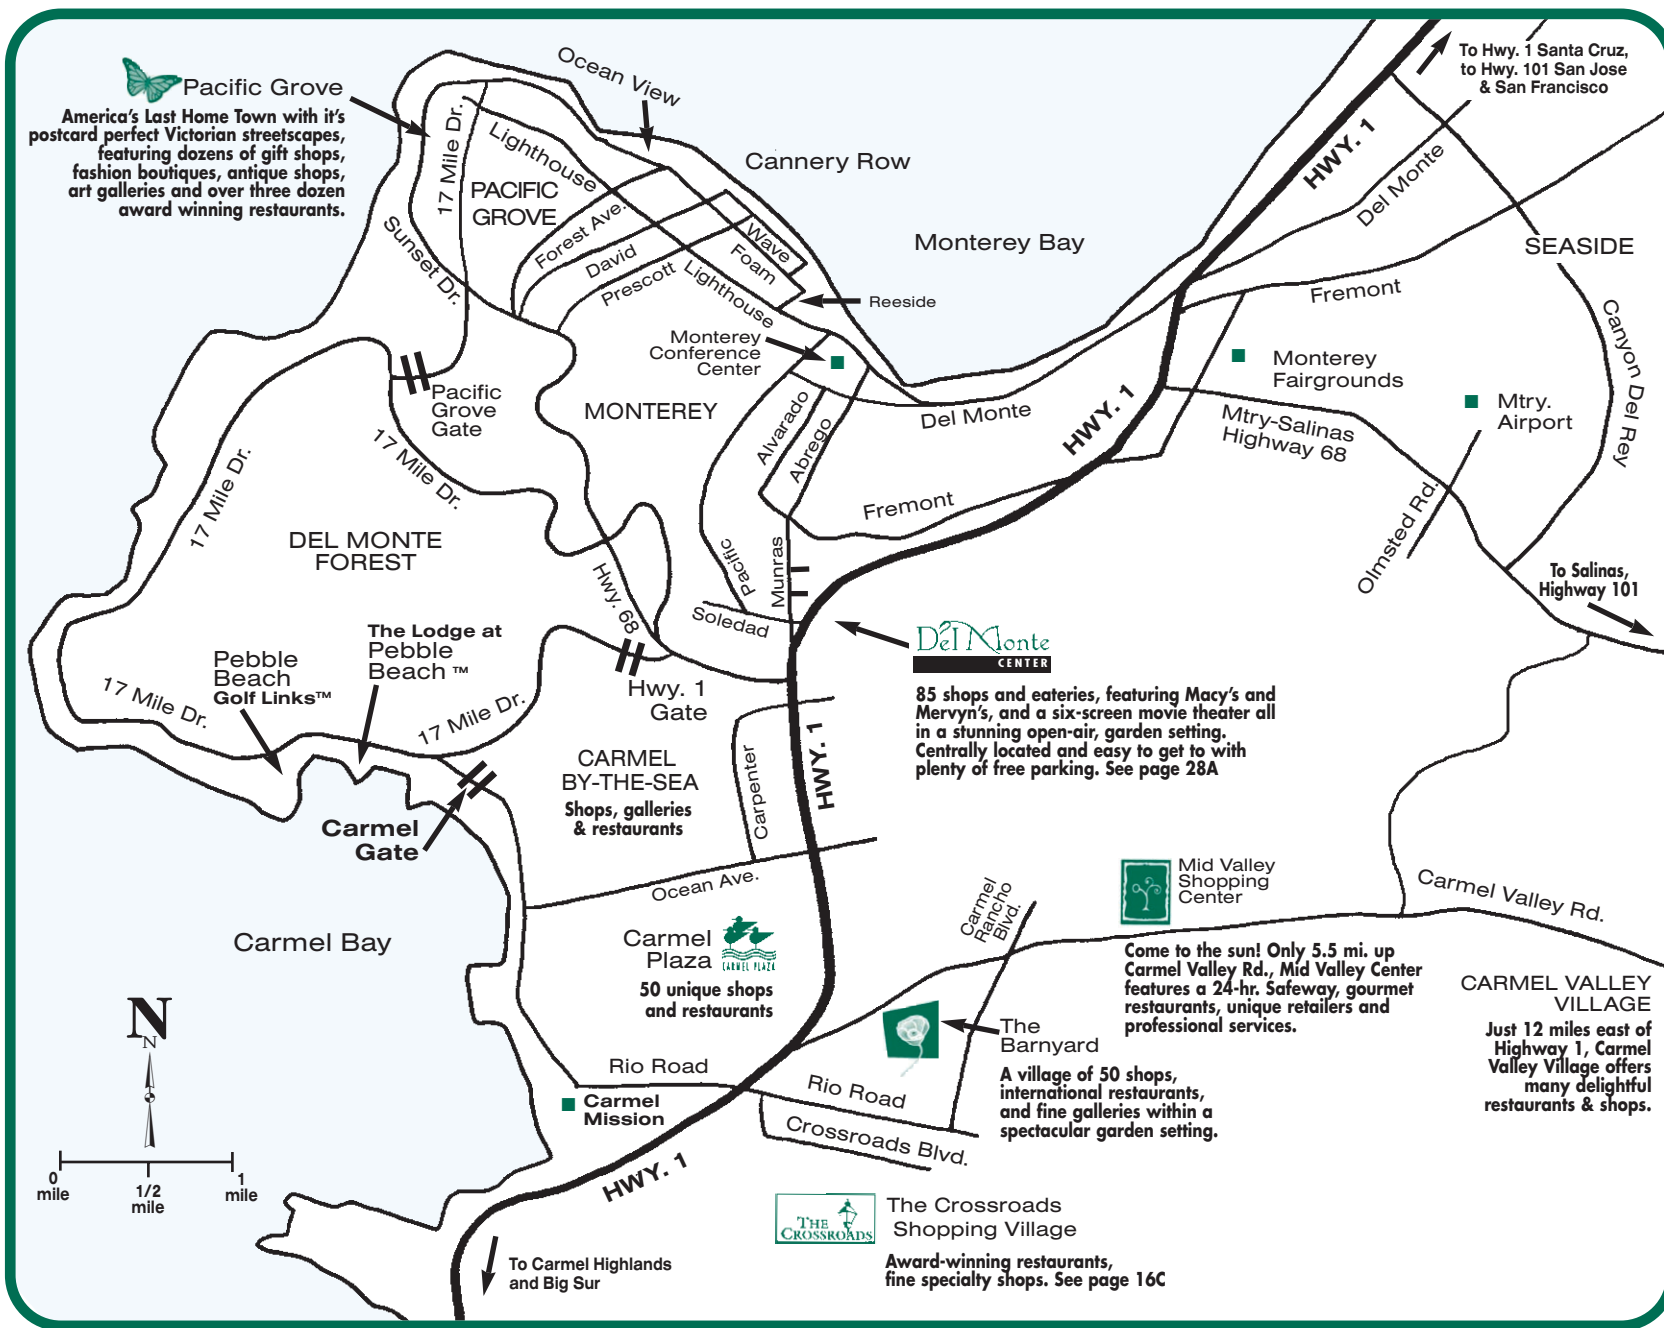 Pacific Grove
America's Last Home Town with it's
postcard perfect Victorian streetscapes,
featuring dozens of gift shops,
fashion boutiques, antique shops,
art galleries and over three dozen
award winning restaurants.
Ocean View
Cannery Row
Monterey Bay
To Hwy. 1 Santa Cruz,
to Hwy. 101 San Jose
& San Francisco
HWY. 1
Del Monte
SEASIDE
17 Mile Dr.
Lighthouse
PACIFIC
GROVE
Sunset Dr.
Forest Ave.
David
Prescott
Wave
Foam
Lighthouse
Reeside
Fremont
Canyon Del Rey
Monterey
Conference
Center
Monterey
Fairgrounds
Mtry.
Airport
Pacific
Grove
Gate
MONTEREY
Alvarado
Abrego
Del Monte
HWY. 1
Mtry-Salinas
Highway 68
17 Mile Dr.
17 Mile Dr.
Fremont
Olmsted Rd.
DEL MONTE
FOREST
Hwy. 68
Pacific
Munras
Soledad
To Salinas,
Highway 101
Del Monte
CENTER
85 shops and eateries, featuring Macy's and
Mervyn's, and a six-screen movie theater all
in a stunning open-air, garden setting.
Centrally located and easy to get to with
plenty of free parking. See page 28A
The Lodge at
Pebble
Beach ™
Pebble
Beach
Golf Links™
17 Mile Dr.
17 Mile Dr.
Hwy. 1
Gate
CARMEL
BY-THE-SEA
Shops, galleries
& restaurants
Carpenter
HWY. 1
Carmel
Gate
Ocean Ave.
Mid Valley
Shopping
Center
Come to the sun! Only 5.5 mi. up
Carmel Valley Rd., Mid Valley Center
features a 24-hr. Safeway, gourmet
restaurants, unique retailers and
professional services.
Carmel
Rancho
Blvd.
Carmel Valley Rd.
CARMEL VALLEY
VILLAGE
Just 12 miles east of
Highway 1, Carmel
Valley Village offers
many delightful
restaurants & shops.
Carmel Bay
Carmel
Plaza
CARMEL PLAZA
50 unique shops
and restaurants
The
Barnyard
A village of 50 shops,
international restaurants,
and fine galleries within a
spectacular garden setting.
N
N
0
mile
1/2
mile
1
mile
Rio Road
Carmel
Mission
Rio Road
Crossroads Blvd.
HWY. 1
THE
CROSSROADS
The Crossroads
Shopping Village
Award-winning restaurants,
fine specialty shops. See page 16C
To Carmel Highlands
and Big Sur